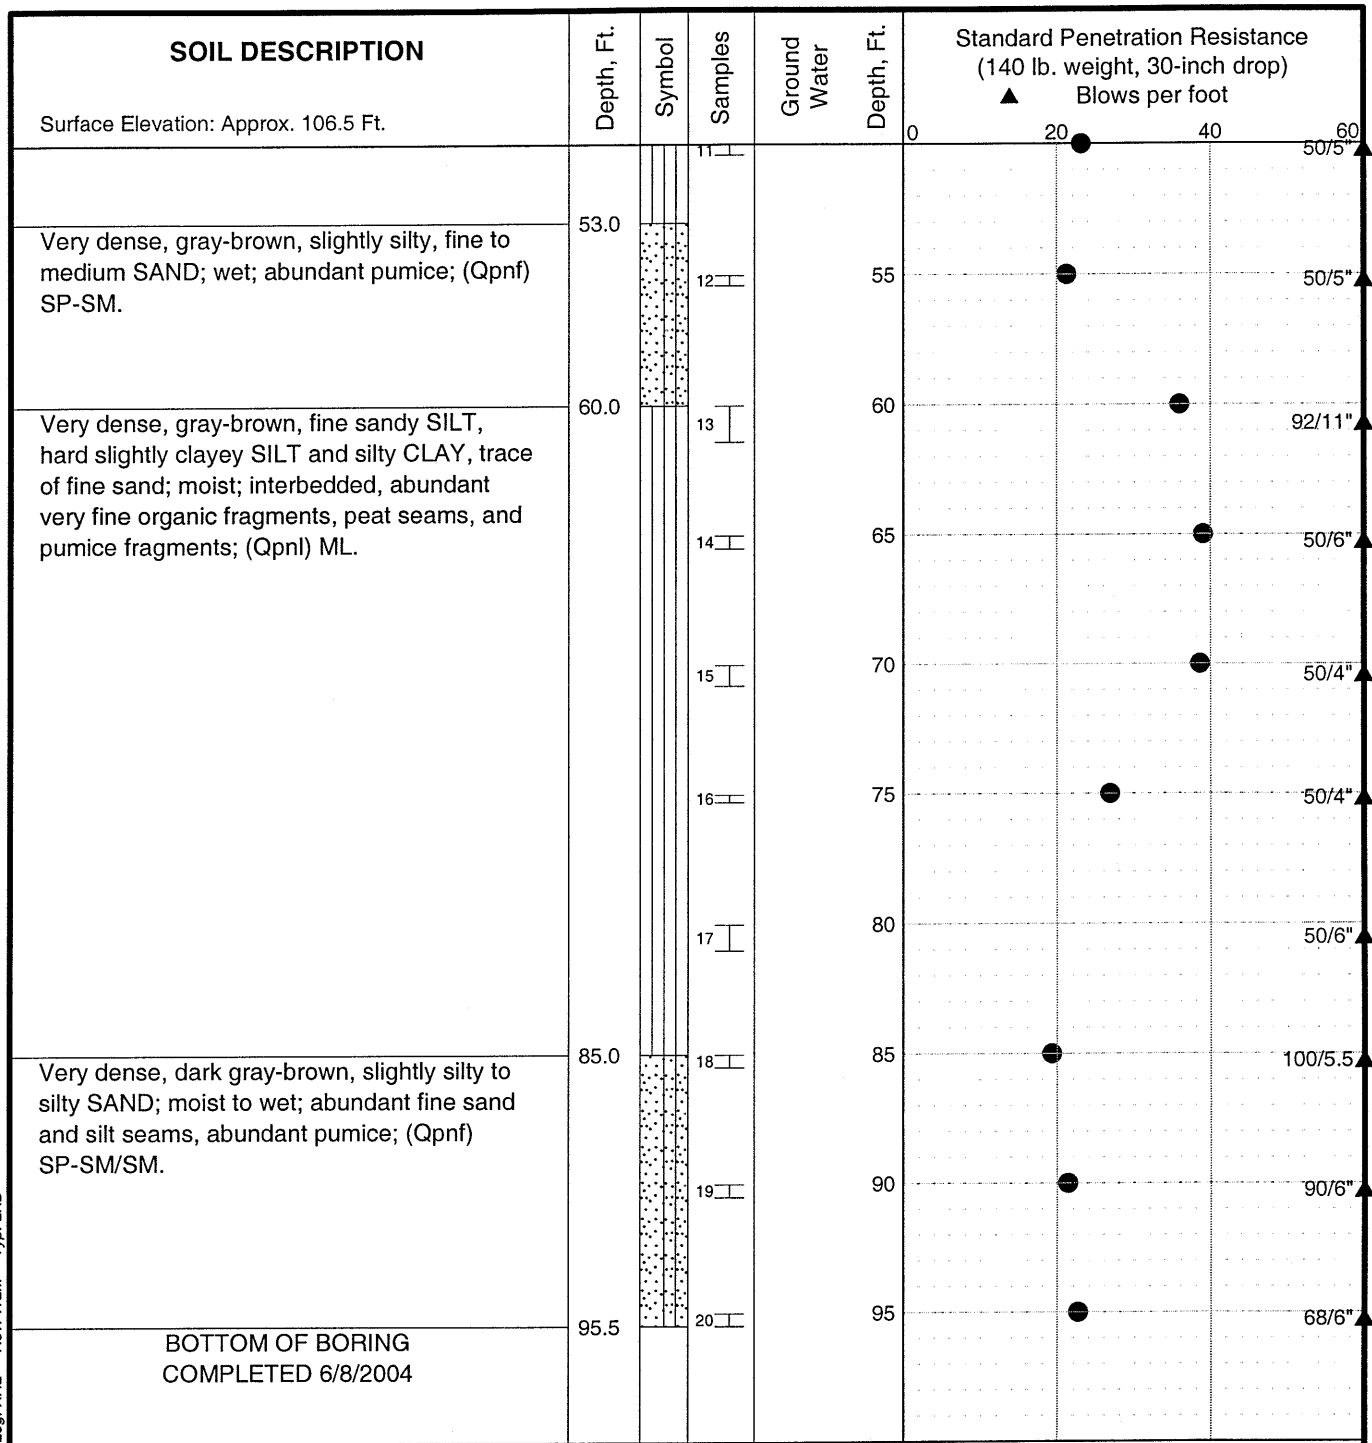 SOIL DESCRIPTION
Surface Elevation: Approx. 106.5 Ft.
Depth, Ft.
Symbol
Samples
Ground
Water
Depth, Ft.
Standard Penetration Resistance
(140 lb. weight, 30-inch drop)
▲ Blows per foot
0 20 40 60
11
50/5"
53.0
Very dense, gray-brown, slightly silty, fine to
medium SAND; wet; abundant pumice; (Qpnf)
SP-SM.
12
55
50/5"
60.0
Very dense, gray-brown, fine sandy SILT,
hard slightly clayey SILT and silty CLAY, trace
of fine sand; moist; interbedded, abundant
very fine organic fragments, peat seams, and
pumice fragments; (Qpnl) ML.
13
60
92/11"
14
65
50/6"
15
70
50/4"
16
75
50/4"
17
80
50/6"
85.0
Very dense, dark gray-brown, slightly silty to
silty SAND; moist to wet; abundant fine sand
and silt seams, abundant pumice; (Qpnf)
SP-SM/SM.
18
85
100/5.5
19
90
90/6"
20
95
68/6"
95.5
BOTTOM OF BORING
COMPLETED 6/8/2004